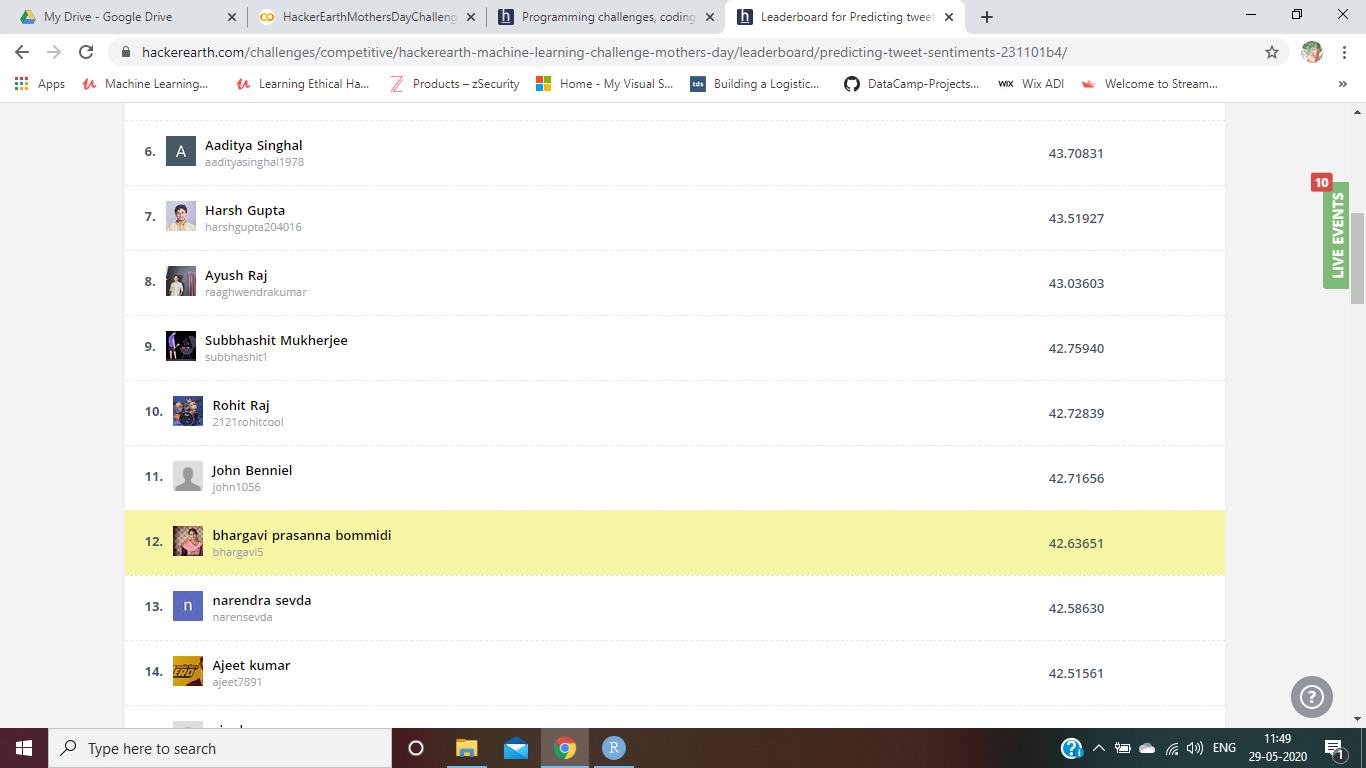 My Drive - Google Drive
HackerEarthMothersDayChalleng
Programming challenges, coding
Leaderboard for Predicting tweet
hackerearth.com/challenges/competitive/hackerearth-machine-learning-challenge-mothers-day/leaderboard/predicting-tweet-sentiments-231101b4/
Apps
Machine Learning...
Learning Ethical Ha...
Products – zSecurity
Home - My Visual S...
tds
Building a Logistic...
DataCamp-Projects...
WIX
Wix ADI
Welcome to Stream...
»
6.
A
Aaditya Singhal
aadityasinghal1978
43.70831
7.
Harsh Gupta
harshgupta204016
43.51927
8.
Ayush Raj
raaghwendrakumar
43.03603
9.
Subbhashit Mukherjee
subbhashit1
42.75940
10.
Rohit Raj
2121rohitcool
42.72839
11.
John Benniel
john1056
42.71656
12.
bhargavi prasanna bommidi
bhargavi5
42.63651
13.
n
narendra sevda
narensevda
42.58630
14.
Ajeet kumar
ajeet7891
42.51561
10
LIVE EVENTS
?
Type here to search
R
ENG
11:49
29-05-2020
1